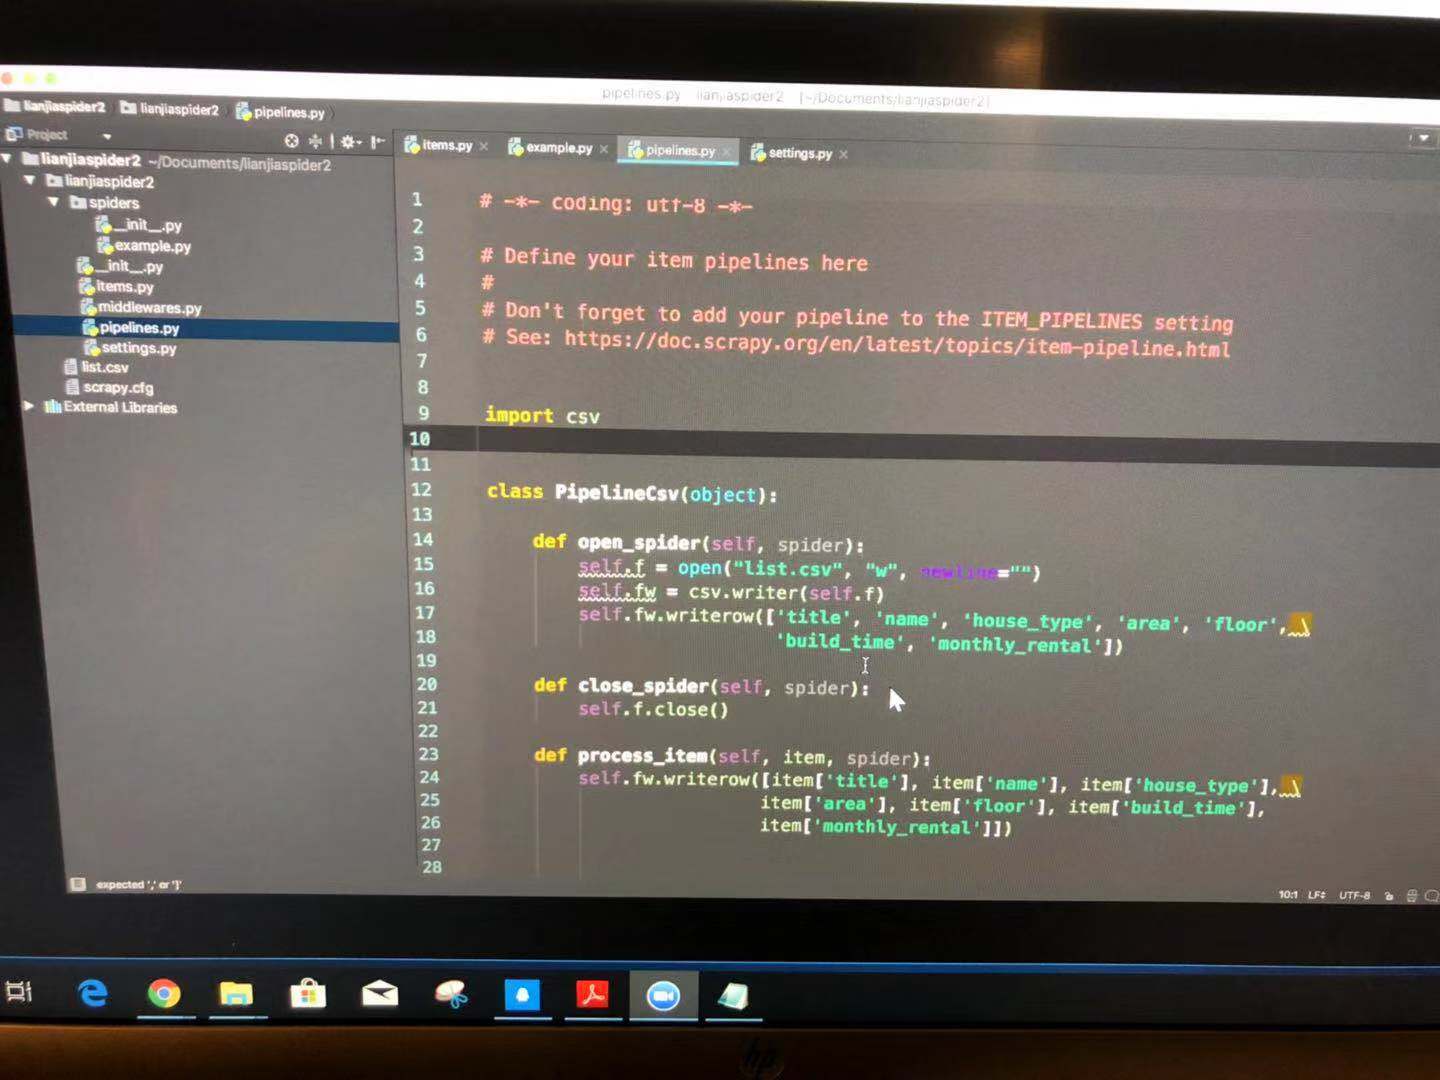 pipelines.py lianjiaspider2 [~/Documents/lianjiaspider2]
lianjiaspider2 lianjiaspider2 pipelines.py
Project
items.py example.py pipelines.py settings.py
lianjiaspider2 ~/Documents/lianjiaspider2
lianjiaspider2
spiders
__init__.py
example.py
__init__.py
items.py
middlewares.py
pipelines.py
settings.py
list.csv
scrapy.cfg
External Libraries
1 # -*- coding: utf-8 -*-
2
3 # Define your item pipelines here
4 #
5 # Don't forget to add your pipeline to the ITEM_PIPELINES setting
6 # See: https://doc.scrapy.org/en/latest/topics/item-pipeline.html
7
8
9 import csv
10
11
12 class PipelineCsv(object):
13
14 def open_spider(self, spider):
15 self.f = open("list.csv", "w", newline="")
16 self.fw = csv.writer(self.f)
17 self.fw.writerow(['title', 'name', 'house_type', 'area', 'floor', \
18 'build_time', 'monthly_rental'])
19
20 def close_spider(self, spider):
21 self.f.close()
22
23 def process_item(self, item, spider):
24 self.fw.writerow([item['title'], item['name'], item['house_type'], \
25 item['area'], item['floor'], item['build_time'],
26 item['monthly_rental']])
27
28
expected ',' or ']'
10:1 LF÷ UTF-8
hp